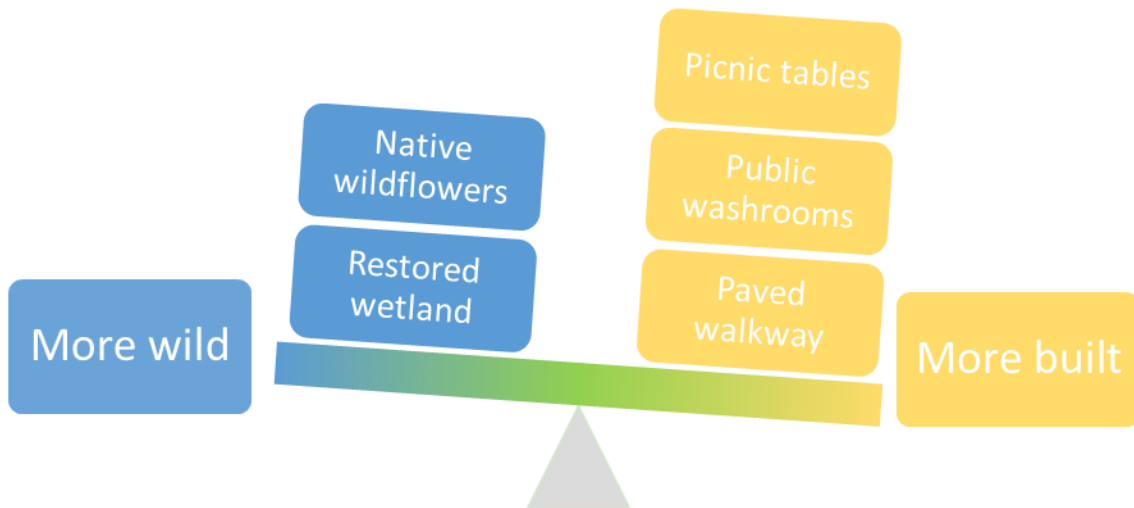 Picnic tables
Native
wildflowers
Public
washrooms
Restored
wetland
Paved
walkway
More wild
More built